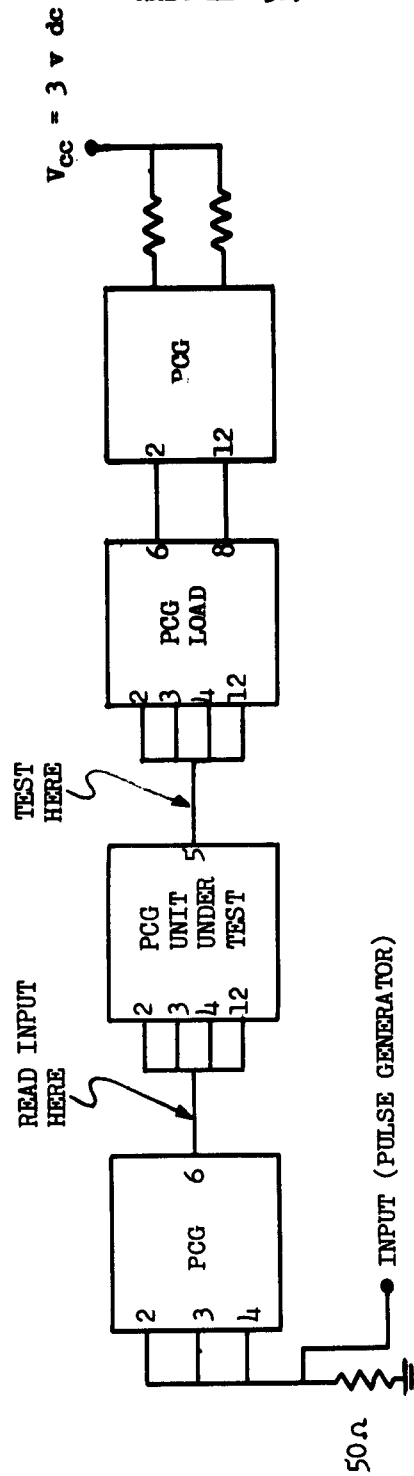 V_CC = 3 v dc
READ INPUT
HERE
TEST
HERE
2
3
4
PCG
6
2
3
4
12
PCG
UNIT
UNDER
TEST
5
2
3
4
12
PCG
LOAD
6
8
2
12
PCG
50Ω
INPUT (PULSE GENERATOR)